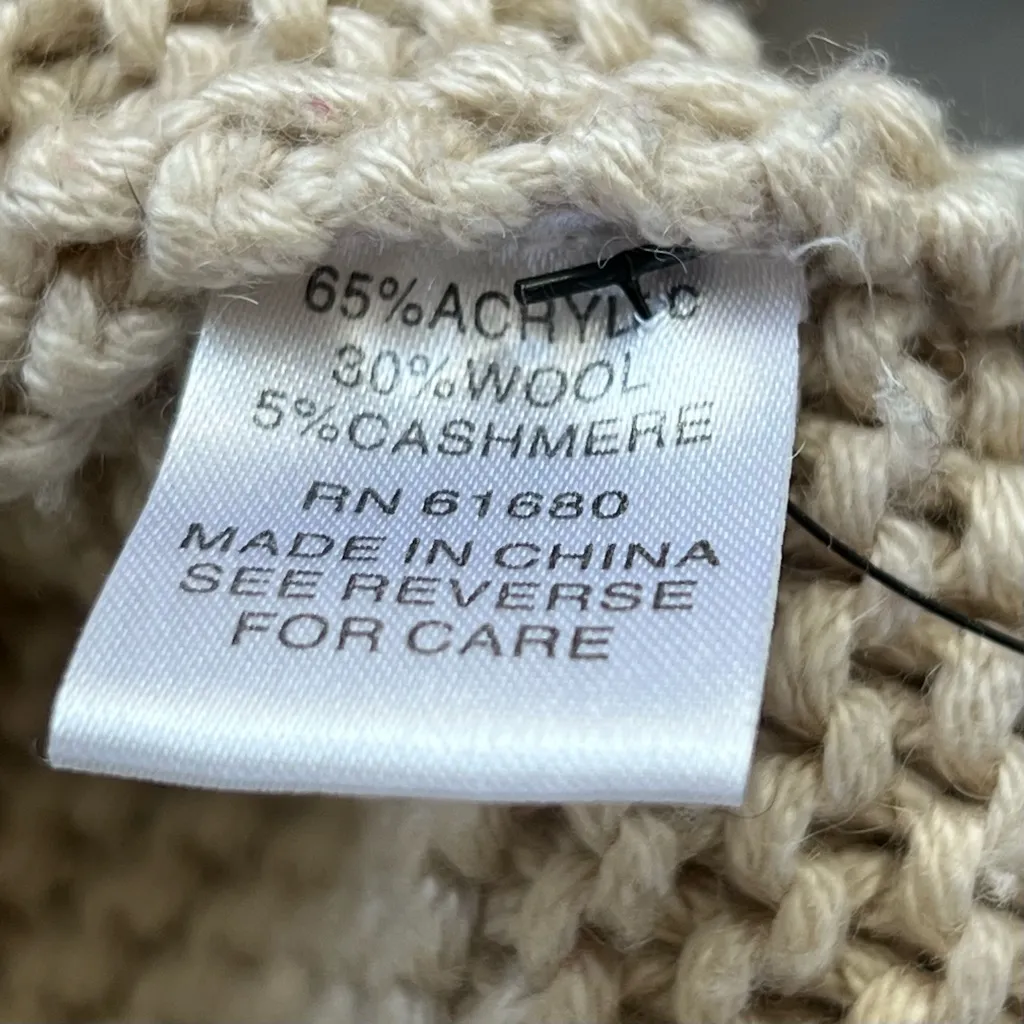 65%ACRYLIC
30%WOOL
5%CASHMERE
RN 61680
MADE IN CHINA
SEE REVERSE
FOR CARE